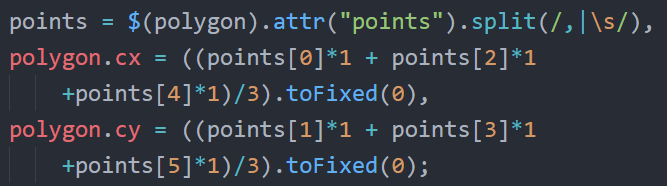 points = $(polygon).attr("points").split(/,|\s/),
polygon.cx = ((points[0]*1 + points[2]*1
+points[4]*1)/3).toFixed(0),
polygon.cy = ((points[1]*1 + points[3]*1
+points[5]*1)/3).toFixed(0);